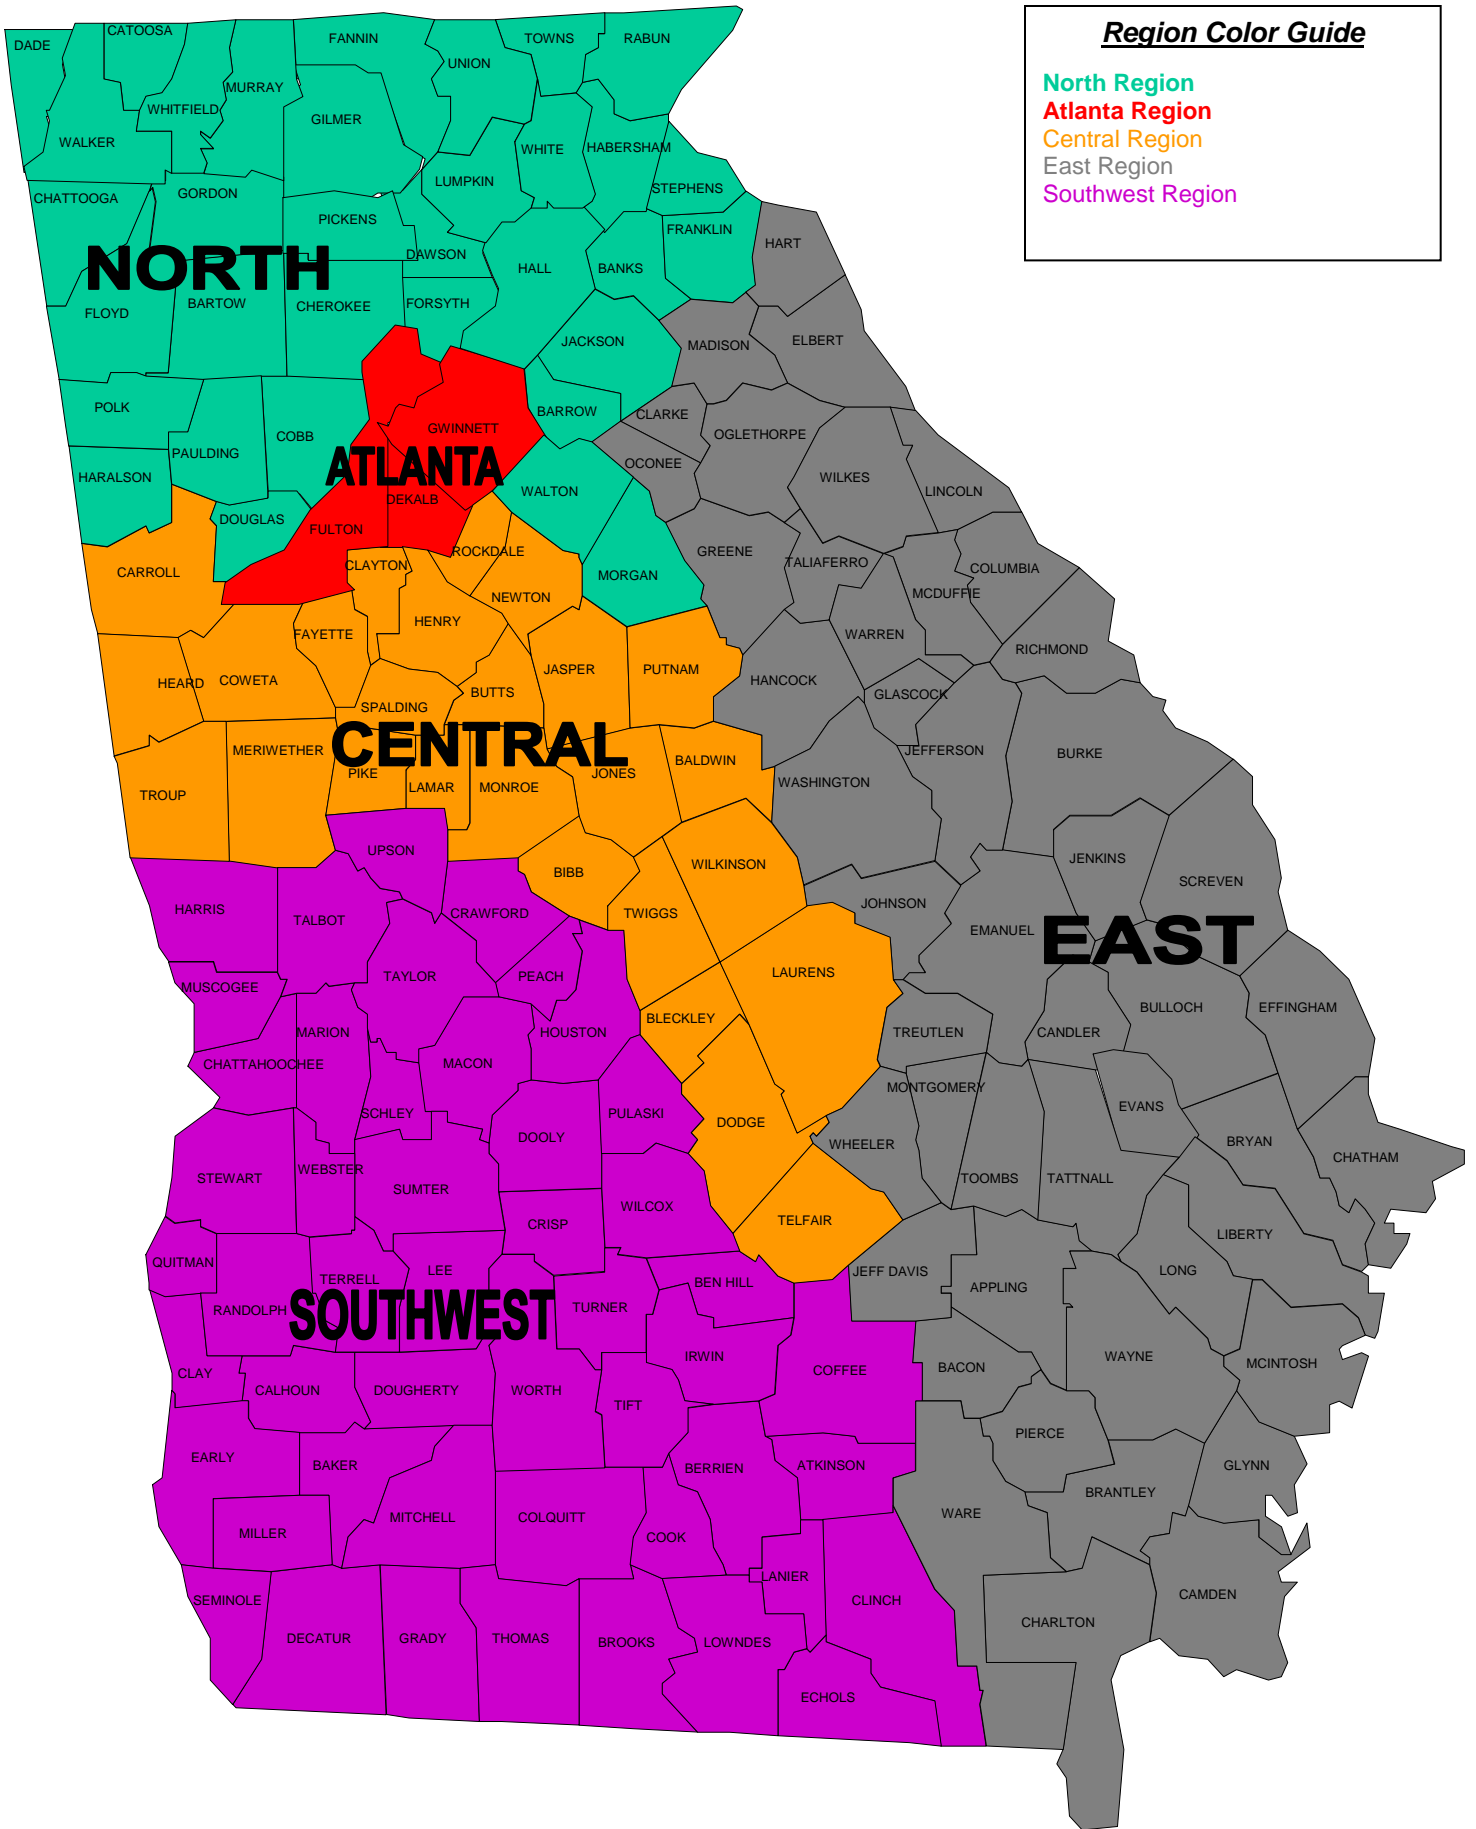 Region Color Guide
North Region
Atlanta Region
Central Region
East Region
Southwest Region
DADE
CATOOSA
FANNIN
TOWNS
RABUN
UNION
WHITFIELD
MURRAY
GILMER
WALKER
WHITE
HABERSHAM
LUMPKIN
STEPHENS
CHATTOOGA
GORDON
PICKENS
FRANKLIN
HART
DAWSON
NORTH
HALL
BANKS
FLOYD
BARTOW
CHEROKEE
FORSYTH
JACKSON
MADISON
ELBERT
POLK
COBB
BARROW
CLARKE
GWINNETT
OGLETHORPE
PAULDING
ATLANTA
OCONEE
HARALSON
WILKES
LINCOLN
DEKALB
WALTON
DOUGLAS
FULTON
ROCKDALE
GREENE
TALIAFERRO
CARROLL
CLAYTON
COLUMBIA
MORGAN
NEWTON
MCDUFFIE
HENRY
FAYETTE
WARREN
RICHMOND
HEARD
COWETA
JASPER
PUTNAM
HANCOCK
BUTTS
GLASCOCK
SPALDING
CENTRAL
MERIWETHER
JEFFERSON
BURKE
PIKE
JONES
BALDWIN
TROUP
LAMAR
MONROE
WASHINGTON
UPSON
BIBB
WILKINSON
JENKINS
SCREVEN
HARRIS
TALBOT
CRAWFORD
TWIGGS
JOHNSON
EMANUEL
EAST
MUSCOGEE
TAYLOR
PEACH
LAURENS
BULLOCH
EFFINGHAM
MARION
HOUSTON
BLECKLEY
TREUTLEN
CANDLER
CHATTAHOOCHEE
MACON
MONTGOMERY
SCHLEY
PULASKI
DODGE
EVANS
DOOLY
WHEELER
BRYAN
CHATHAM
STEWART
WEBSTER
SUMTER
TOOMBS
TATTNALL
WILCOX
CRISP
TELFAIR
LIBERTY
QUITMAN
TERRELL
LEE
BEN HILL
JEFF DAVIS
APPLING
LONG
RANDOLPH
SOUTHWEST
TURNER
IRWIN
WAYNE
CLAY
CALHOUN
DOUGHERTY
WORTH
COFFEE
BACON
MCINTOSH
TIFT
PIERCE
EARLY
BAKER
BERRIEN
ATKINSON
GLYNN
BRANTLEY
MILLER
MITCHELL
COLQUITT
COOK
WARE
SEMINOLE
LANIER
CLINCH
CAMDEN
DECATUR
GRADY
THOMAS
BROOKS
LOWNDES
CHARLTON
ECHOLS